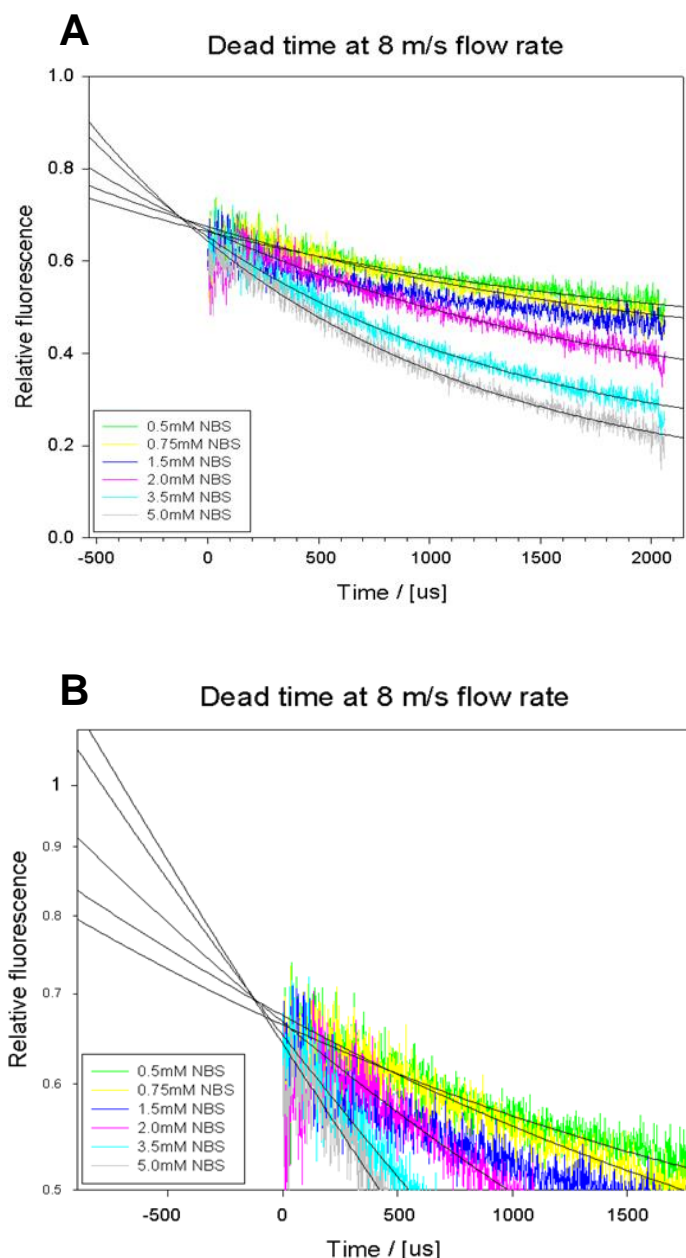 A
Dead time at 8 m/s flow rate
Relative fluorescence
1.0
0.8
0.6
0.4
0.2
0.0
0.5mM NBS
0.75mM NBS
1.5mM NBS
2.0mM NBS
3.5mM NBS
5.0mM NBS
-500 0 500 1000 1500 2000
Time / [us]
B
Dead time at 8 m/s flow rate
Relative fluorescence
1
0.9
0.8
0.7
0.6
0.5
0.5mM NBS
0.75mM NBS
1.5mM NBS
2.0mM NBS
3.5mM NBS
5.0mM NBS
-500 0 500 1000 1500
Time / [us]